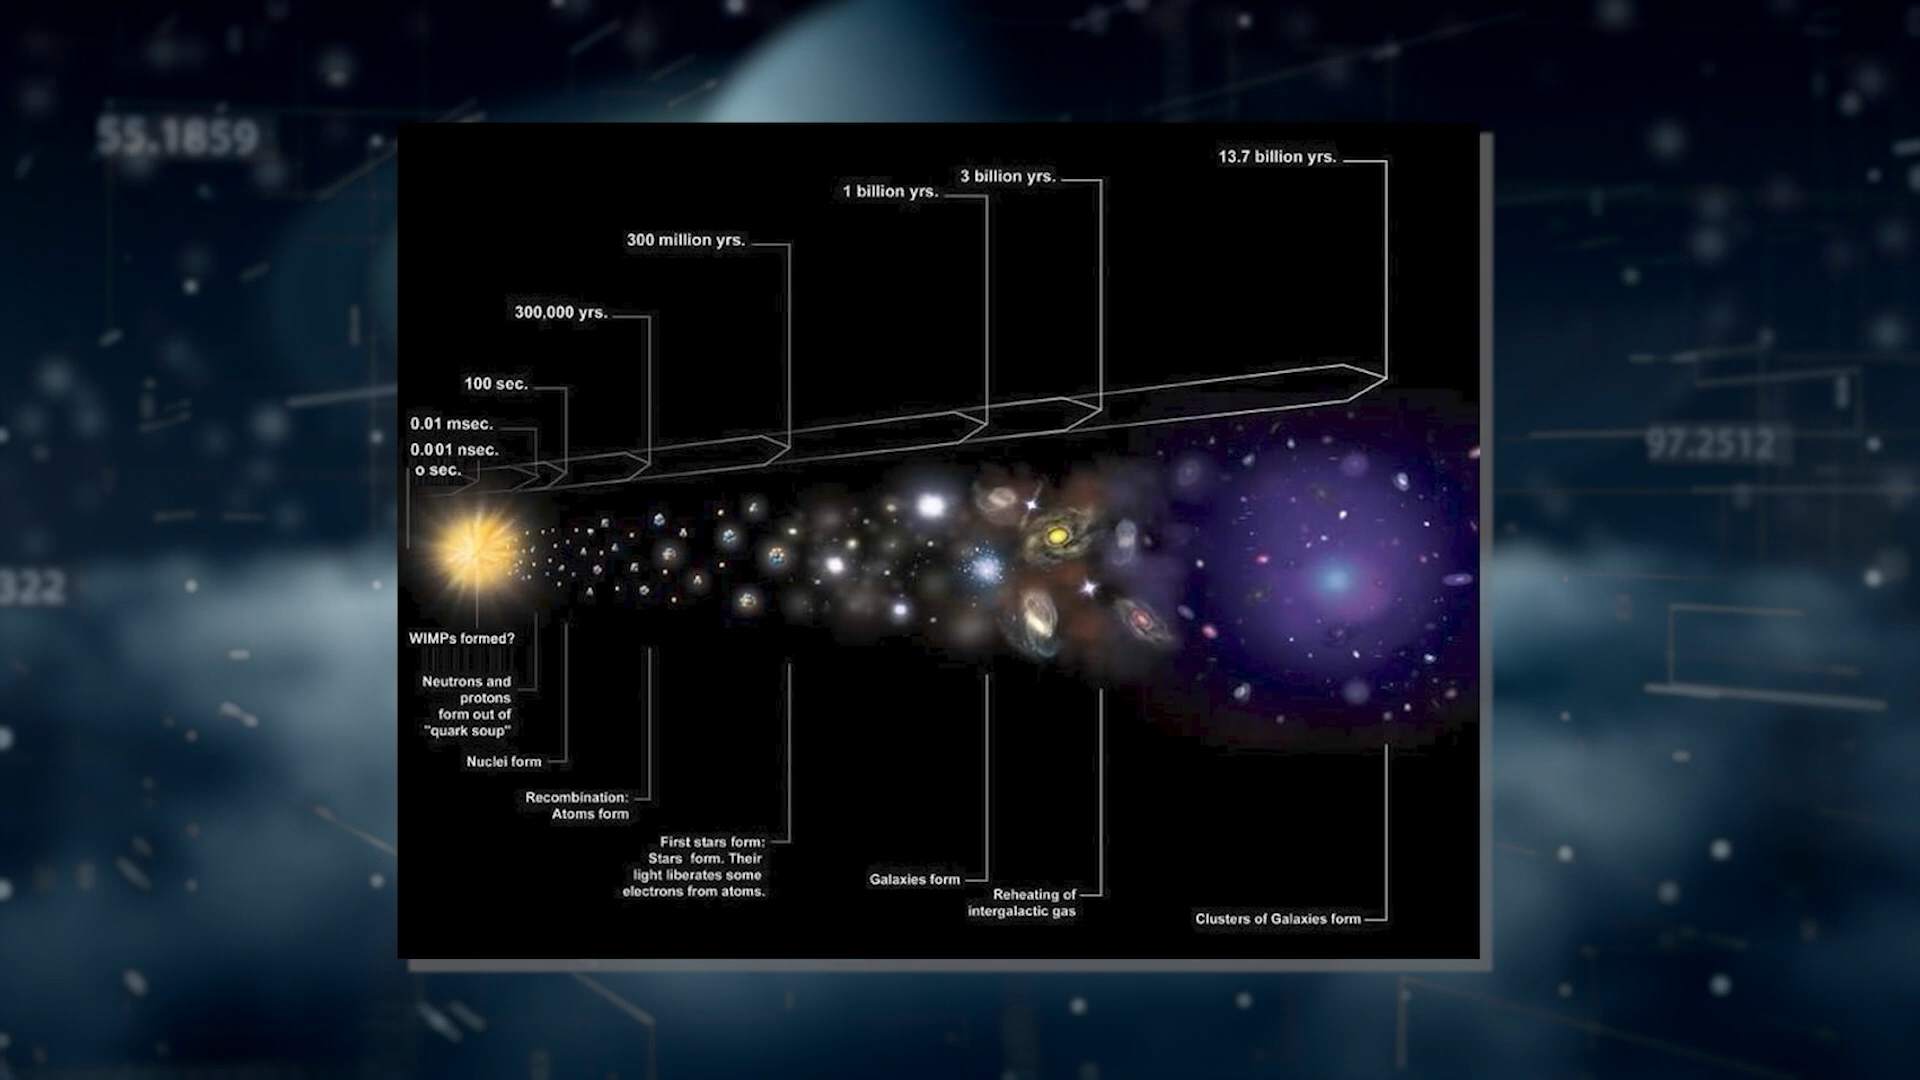 55.1859
13.7 billion yrs.
3 billion yrs.
1 billion yrs.
300 million yrs.
300,000 yrs.
100 sec.
0.01 msec.
0.001 nsec.
o sec.
97.2512
322
WIMPs formed?
Neutrons and
protons
form out of
"quark soup"
Nuclei form
Recombination:
Atoms form
First stars form:
Stars form. Their
light liberates some
electrons from atoms.
Galaxies form
Reheating of
intergalactic gas
Clusters of Galaxies form